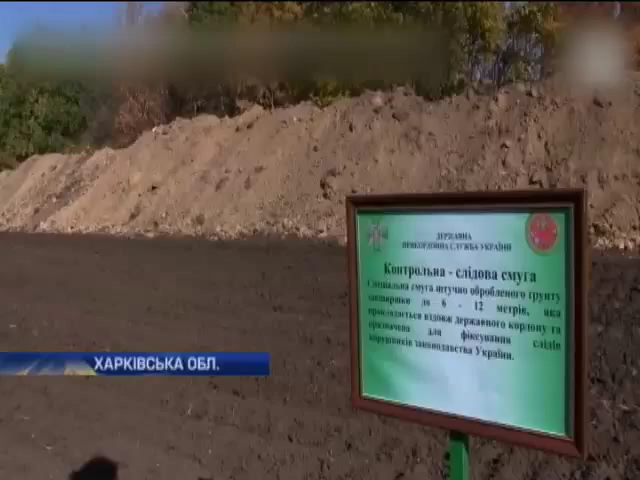 ДЕРЖАВНА
ПРИКОРДОННА СЛУЖБА УКРАЇНИ
Контрольна - слідова смуга
Спеціальна смуга штучно обробленого ґрунту
завширшки до 6 - 12 метрів, яка
прокладається вздовж державного кордону та
призначена для фіксування слідів
порушників законодавства України.
ХАРКІВСЬКА ОБЛ.